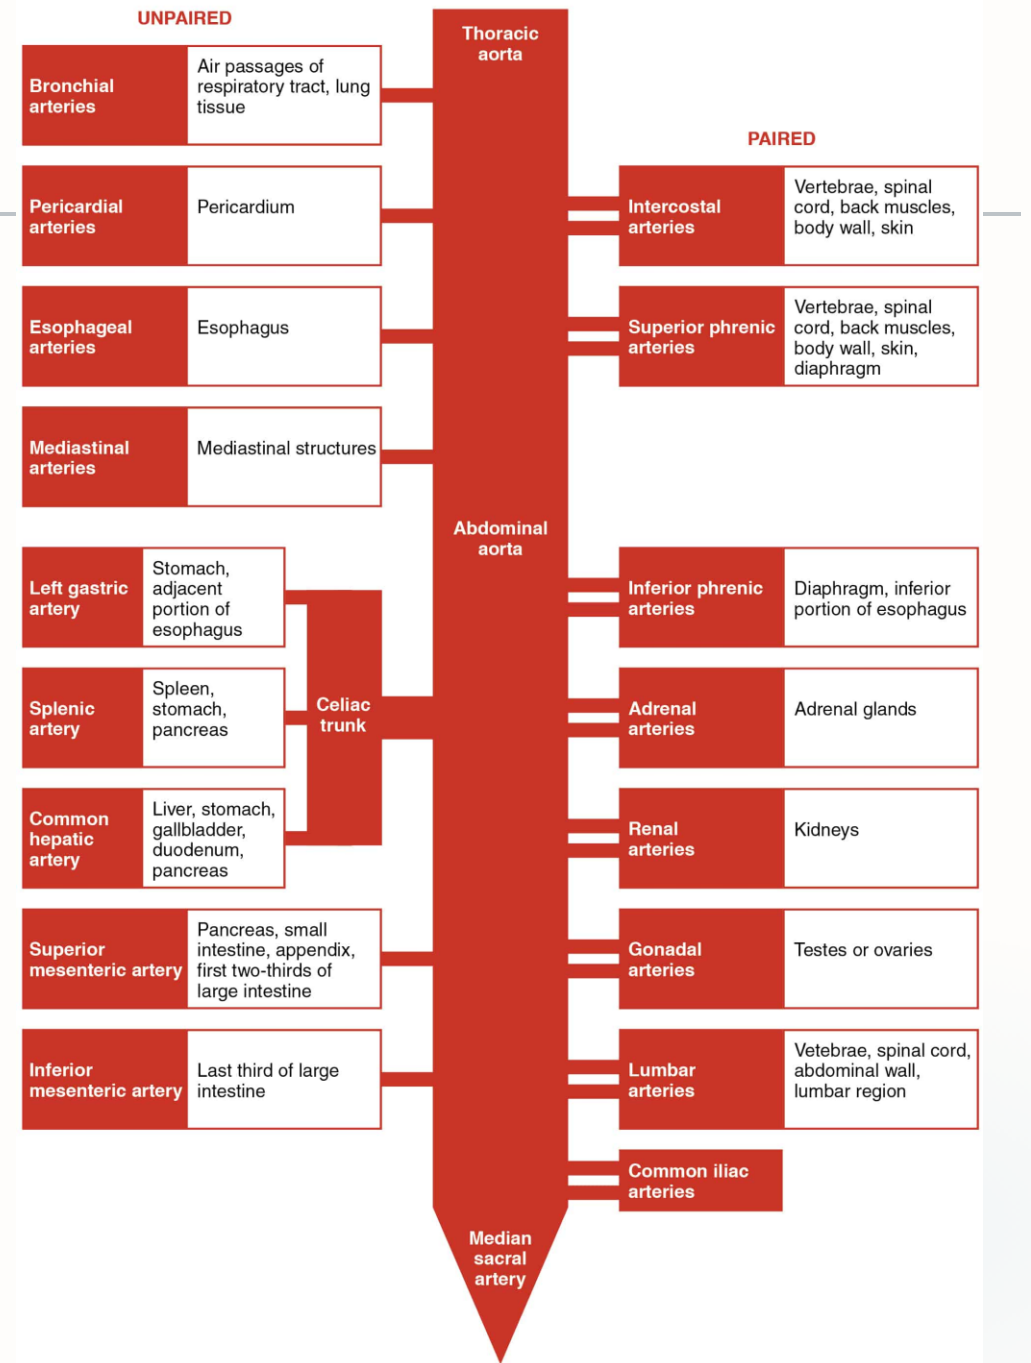 UNPAIRED
Thoracic
aorta
Bronchial
arteries
Air passages of
respiratory tract, lung
tissue
PAIRED
Pericardial
arteries
Pericardium
Intercostal
arteries
Vertebrae, spinal
cord, back muscles,
body wall, skin
Esophageal
arteries
Esophagus
Superior phrenic
arteries
Vertebrae, spinal
cord, back muscles,
body wall, skin,
diaphragm
Mediastinal
arteries
Mediastinal structures
Abdominal
aorta
Left gastric
artery
Stomach,
adjacent
portion of
esophagus
Inferior phrenic
arteries
Diaphragm, inferior
portion of esophagus
Splenic
artery
Spleen,
stomach,
pancreas
Celiac
trunk
Adrenal
arteries
Adrenal glands
Common
hepatic
artery
Liver, stomach,
gallbladder,
duodenum,
pancreas
Renal
arteries
Kidneys
Superior
mesenteric artery
Pancreas, small
intestine, appendix,
first two-thirds of
large intestine
Gonadal
arteries
Testes or ovaries
Inferior
mesenteric artery
Last third of large
intestine
Lumbar
arteries
Vetebrae, spinal cord,
abdominal wall,
lumbar region
Common iliac
arteries
Median
sacral
artery